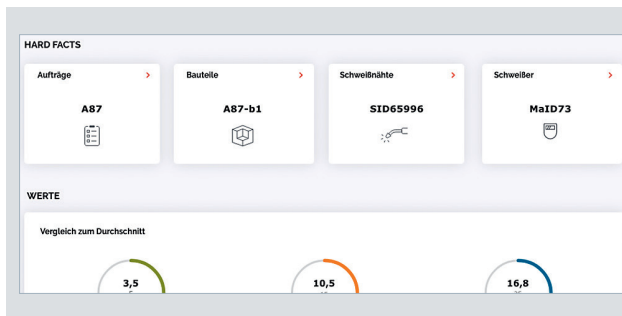 HARD FACTS
Aufträge
Bauteile
Schweißnähte
Schweißer
A87
A87-b1
SID65996
MaID73
WERTE
Vergleich zum Durchschnitt
3,5
10,5
16,8